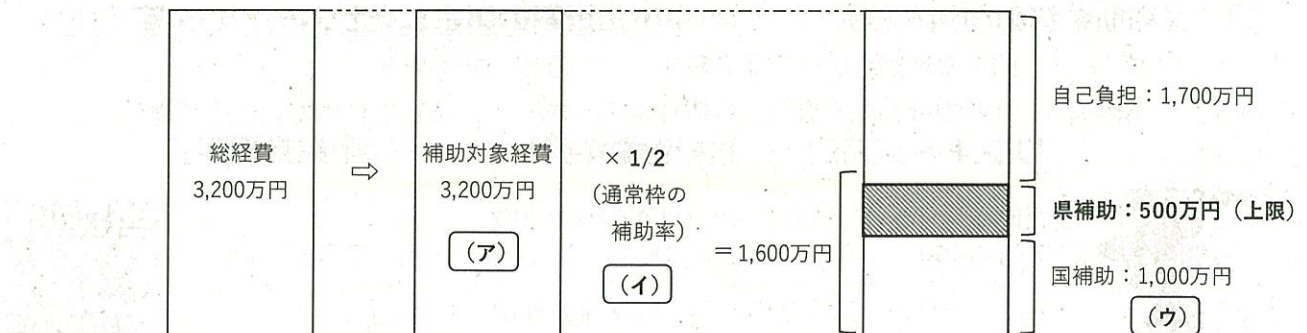 総経費
3,200万円
⇨
補助対象経費
3,200万円
(ア)
× 1/2
(通常枠の
補助率)
(イ)
＝1,600万円
自己負担：1,700万円
県補助：500万円（上限）
国補助：1,000万円
(ウ)